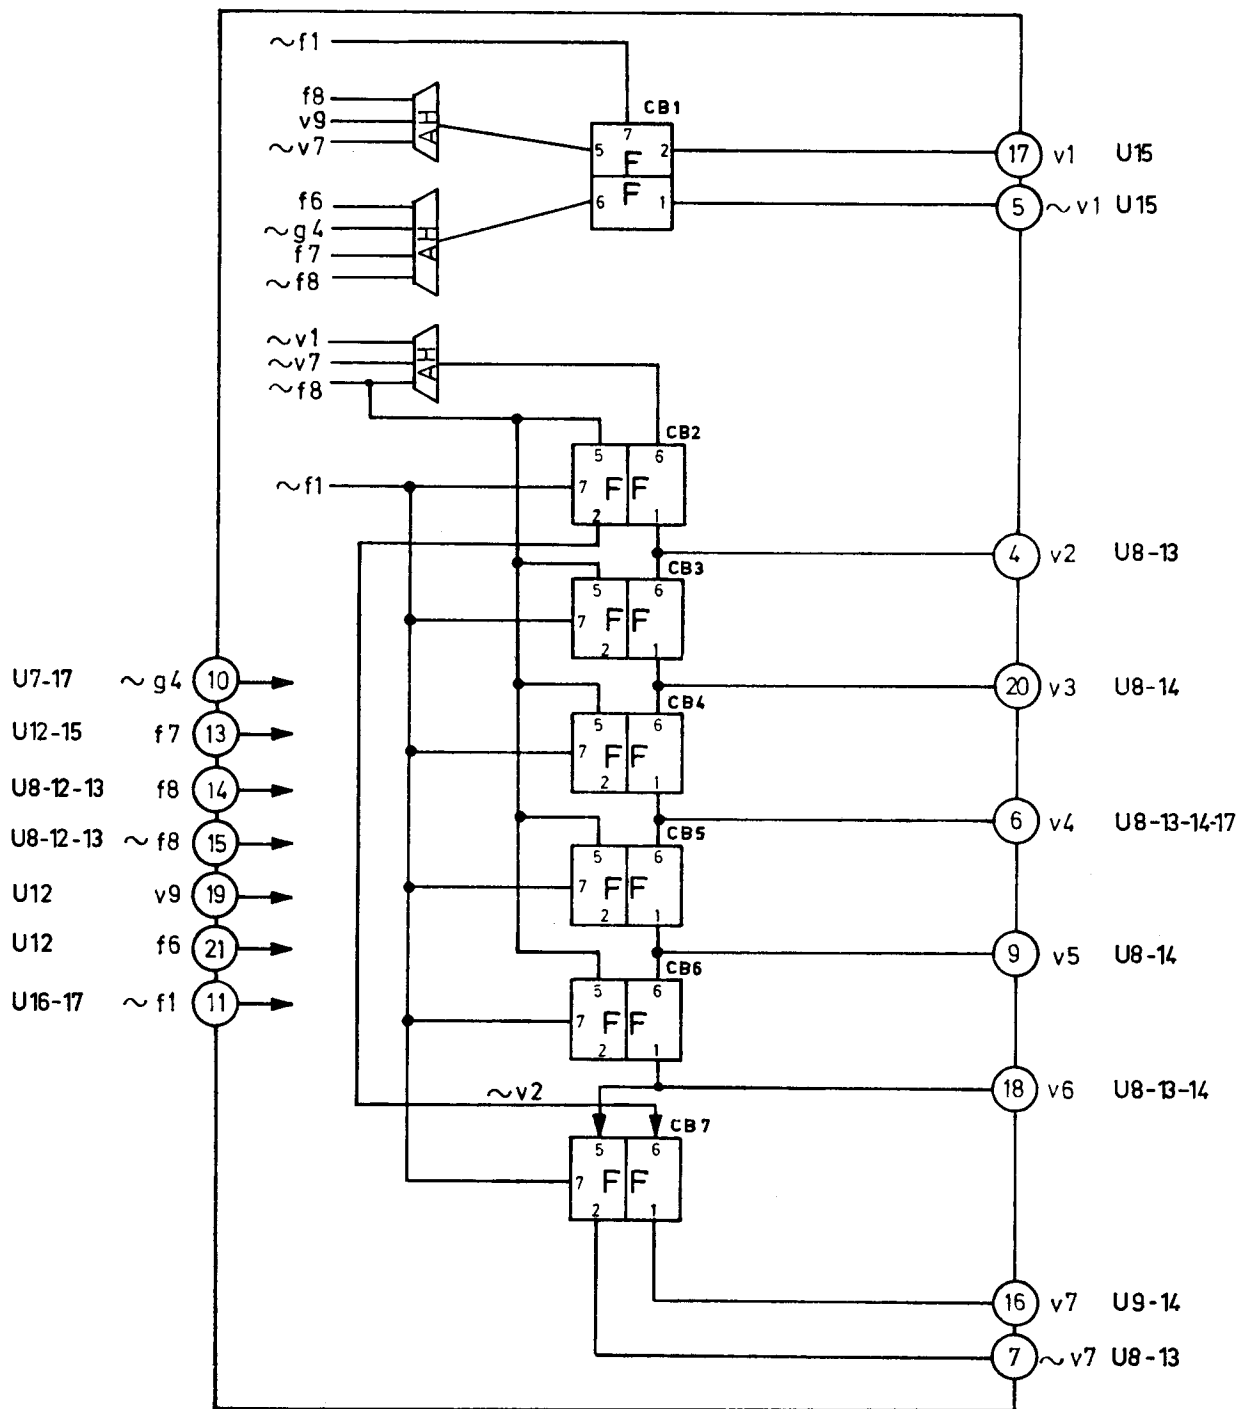 ~f1
f8
v9
~v7
AH
CB1
7
5 F 2
6 F 1
17 v1 U15
5 ~v1 U15
f6
~g4
f7
~f8
AH
~v1
~v7
~f8
AH
CB2
5 6
~f1
7 F F
2 1
4 v2 U8-13
CB3
5 6
7 F F
2 1
U7-17 ~g4 10
20 v3 U8-14
CB4
U12-15 f7 13
5 6
7 F F
2 1
U8-12-13 f8 14
6 v4 U8-13-14-17
U8-12-13 ~f8 15
CB5
5 6
7 F F
2 1
U12 v9 19
U12 f6 21
9 v5 U8-14
CB6
5 6
U16-17 ~f1 11
7 F F
2 1
18 v6 U8-13-14
~v2
CB7
5 6
7 F F
2 1
16 v7 U9-14
7 ~v7 U8-13